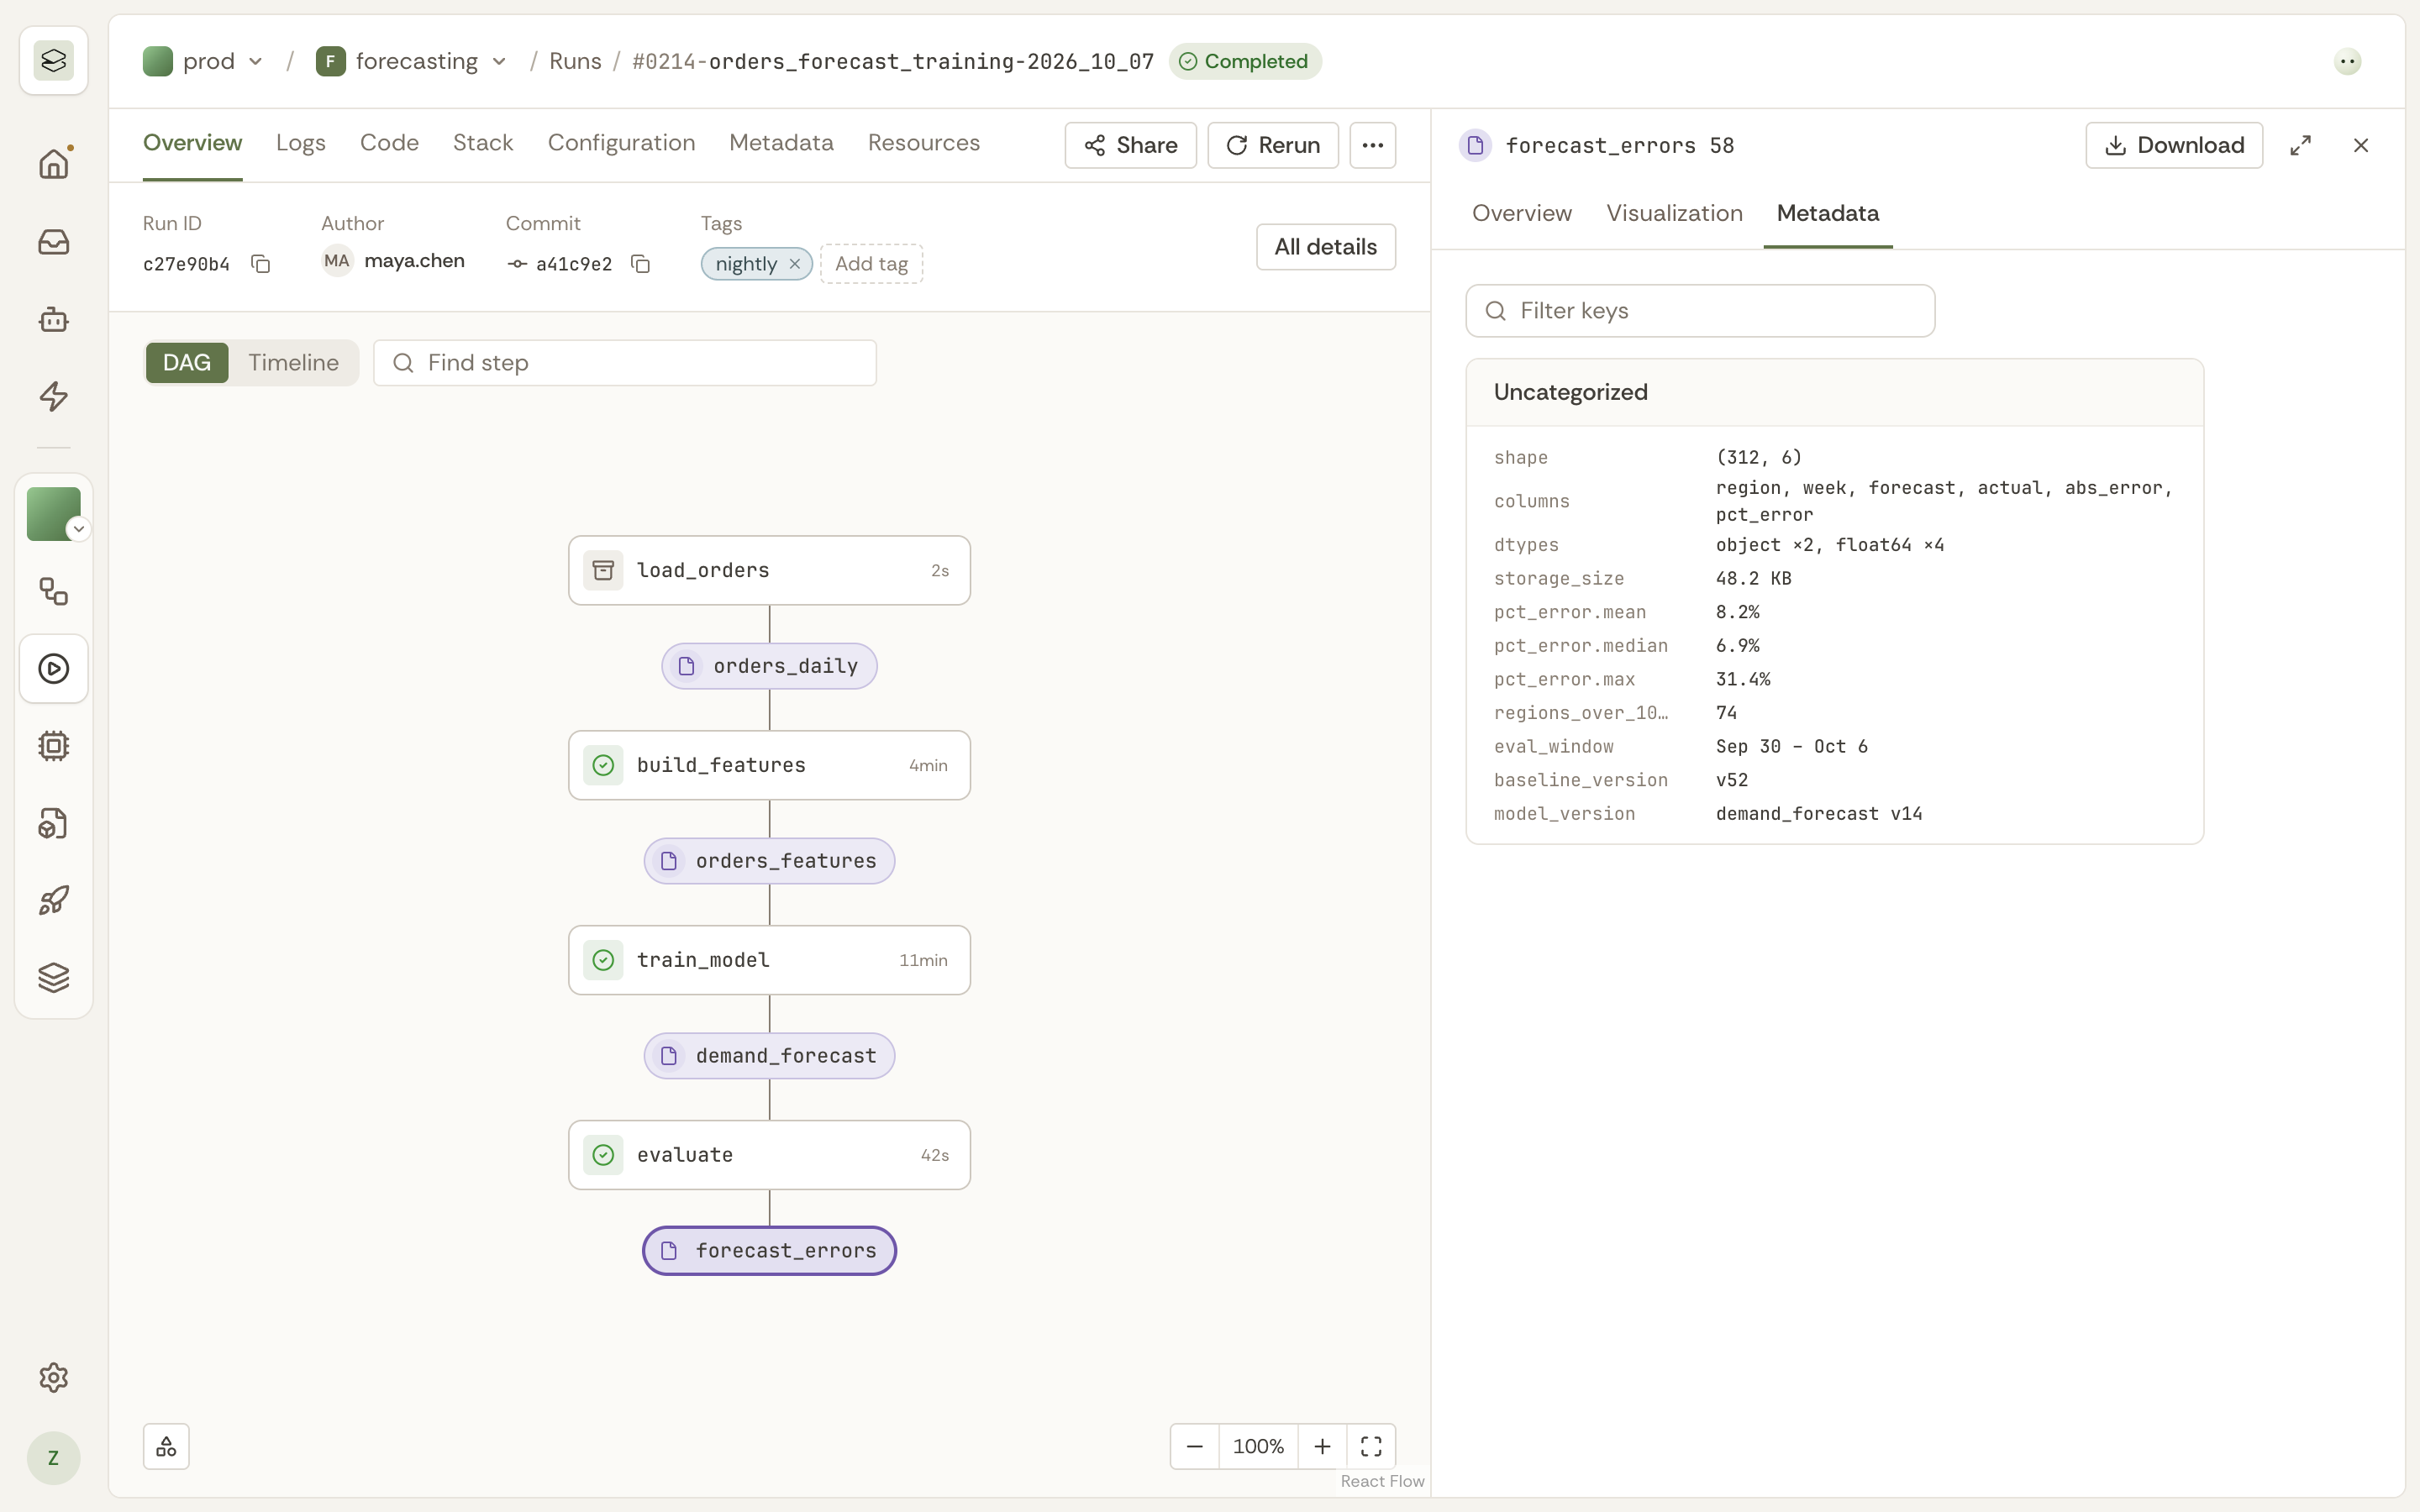 prod / F forecasting / Runs / #0214-orders_forecast_training-2026_10_07 Completed
Overview Logs Code Stack Configuration Metadata Resources Share Rerun
Run ID Author Commit Tags
c27e90b4 MA maya.chen a41c9e2 nightly Add tag All details
DAG Timeline Find step
load_orders 2s
orders_daily
build_features 4min
orders_features
train_model 11min
demand_forecast
evaluate 42s
forecast_errors
100%
React Flow
Z
forecast_errors 58 Download
Overview Visualization Metadata
Filter keys
Uncategorized
shape (312, 6)
columns region, week, forecast, actual, abs_error,
pct_error
dtypes object ×2, float64 ×4
storage_size 48.2 KB
pct_error.mean 8.2%
pct_error.median 6.9%
pct_error.max 31.4%
regions_over_10… 74
eval_window Sep 30 – Oct 6
baseline_version v52
model_version demand_forecast v14